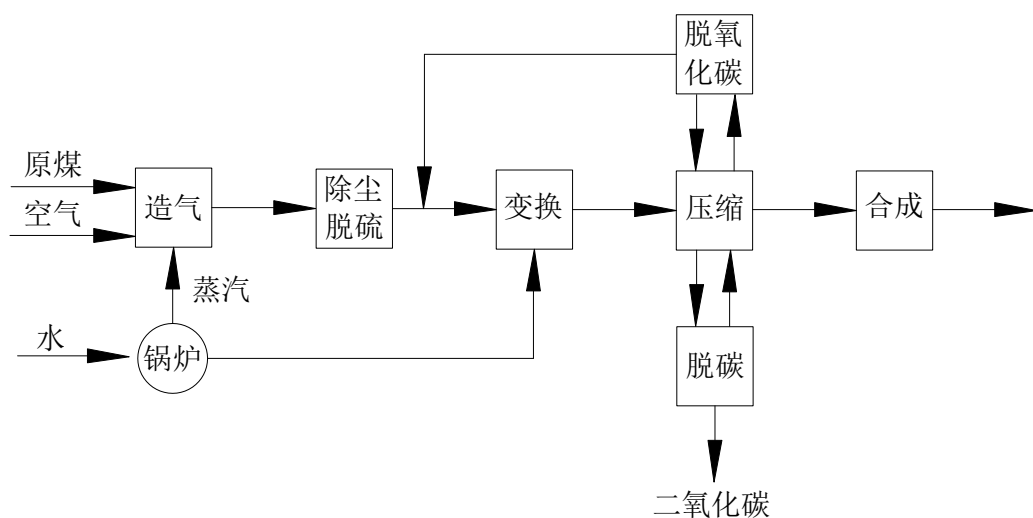 脱氧
化碳
原煤
空气
造气
除尘
脱硫
变换
压缩
合成
蒸汽
水
锅炉
脱碳
二氧化碳